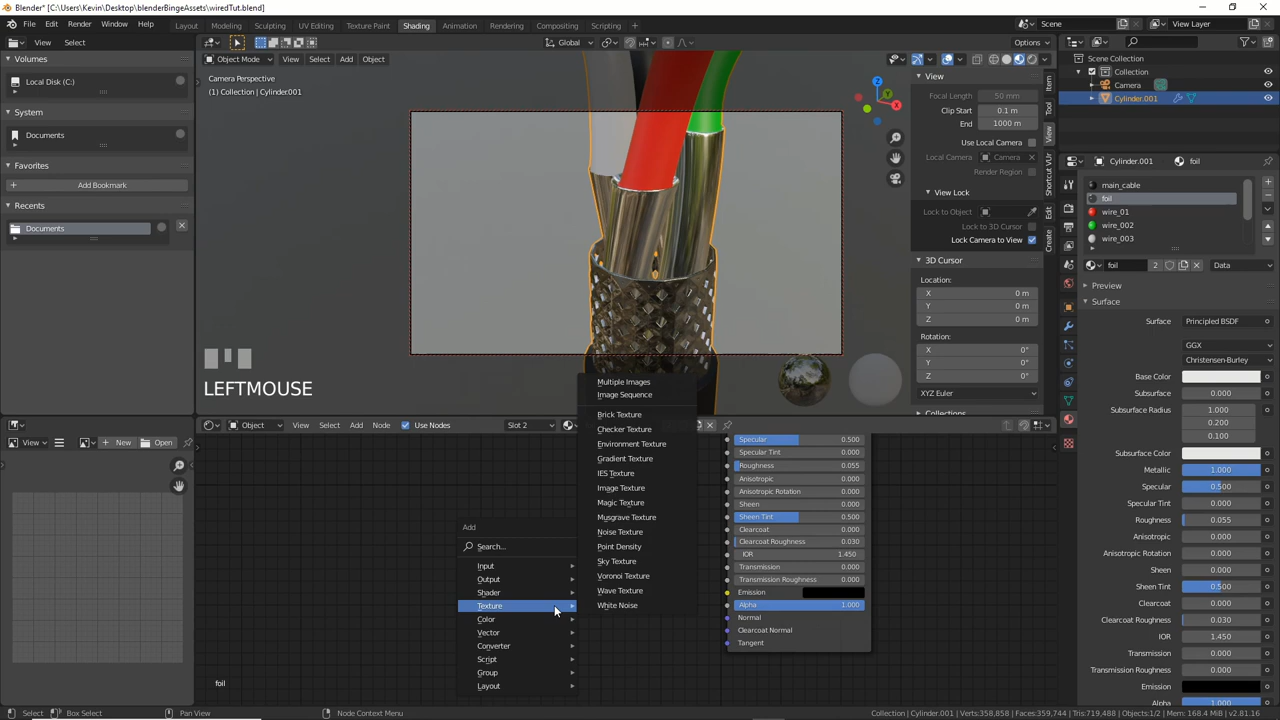 Blender* [C:\Users\Kevin\Desktop\blenderBingeAssets\wiredTut.blend]
File Edit Render Window Help Layout Modeling Sculpting UV Editing Texture Paint Shading Animation Rendering Compositing Scripting + Scene View Layer
View Select Global Options
Volumes
Local Disk (C:)
System
Documents
Favorites
+ Add Bookmark
Recents
Documents
Object Mode View Select Add Object
Camera Perspective
(1) Collection | Cylinder.001
LEFTMOUSE
View
Focal Length 50 mm
Clip Start 0.1 m
End 1000 m
Use Local Camera
Local Camera Camera
Render Region
View Lock
Lock to Object
Lock to 3D Cursor
Lock Camera to View
3D Cursor
Location:
X 0 m
Y 0 m
Z 0 m
Rotation:
X 0°
Y 0°
Z 0°
XYZ Euler
Collections
Item
Tool
View
Shortcut VUr
Edit
Create
Z
Y
X
Scene Collection
Collection
Camera
Cylinder.001
Cylinder.001 foil
main_cable
foil
wire_01
wire_002
wire_003
foil 2 Data
Preview
Surface
Surface Principled BSDF
GGX
Christensen-Burley
Base Color
Subsurface 0.000
Subsurface Radius 1.000
0.200
0.100
Subsurface Color
Metallic 1.000
Specular 0.500
Specular Tint 0.000
Roughness 0.055
Anisotropic 0.000
Anisotropic Rotation 0.000
Sheen 0.000
Sheen Tint 0.500
Clearcoat 0.000
Clearcoat Roughness 0.030
IOR 1.450
Transmission 0.000
Transmission Roughness 0.000
Emission
Alpha 1.000
View + New Open
Object View Select Add Node Use Nodes Slot 2
Multiple Images
Image Sequence
Brick Texture
Checker Texture
Environment Texture
Gradient Texture
IES Texture
Image Texture
Magic Texture
Musgrave Texture
Noise Texture
Point Density
Sky Texture
Voronoi Texture
Wave Texture
White Noise
Add
Search...
Input
Output
Shader
Texture
Color
Vector
Converter
Script
Group
Layout
Specular 0.500
Specular Tint 0.000
Roughness 0.055
Anisotropic 0.000
Anisotropic Rotation 0.000
Sheen 0.000
Sheen Tint 0.500
Clearcoat 0.000
Clearcoat Roughness 0.030
IOR 1.450
Transmission 0.000
Transmission Roughness 0.000
Emission
Alpha 1.000
Normal
Clearcoat Normal
Tangent
foil
Select Box Select Pan View Node Context Menu Collection | Cylinder.001 | Verts:358,858 | Faces:359,744 | Tris:719,488 | Objects:1/2 | Mem: 168.4 MiB | v2.81.16